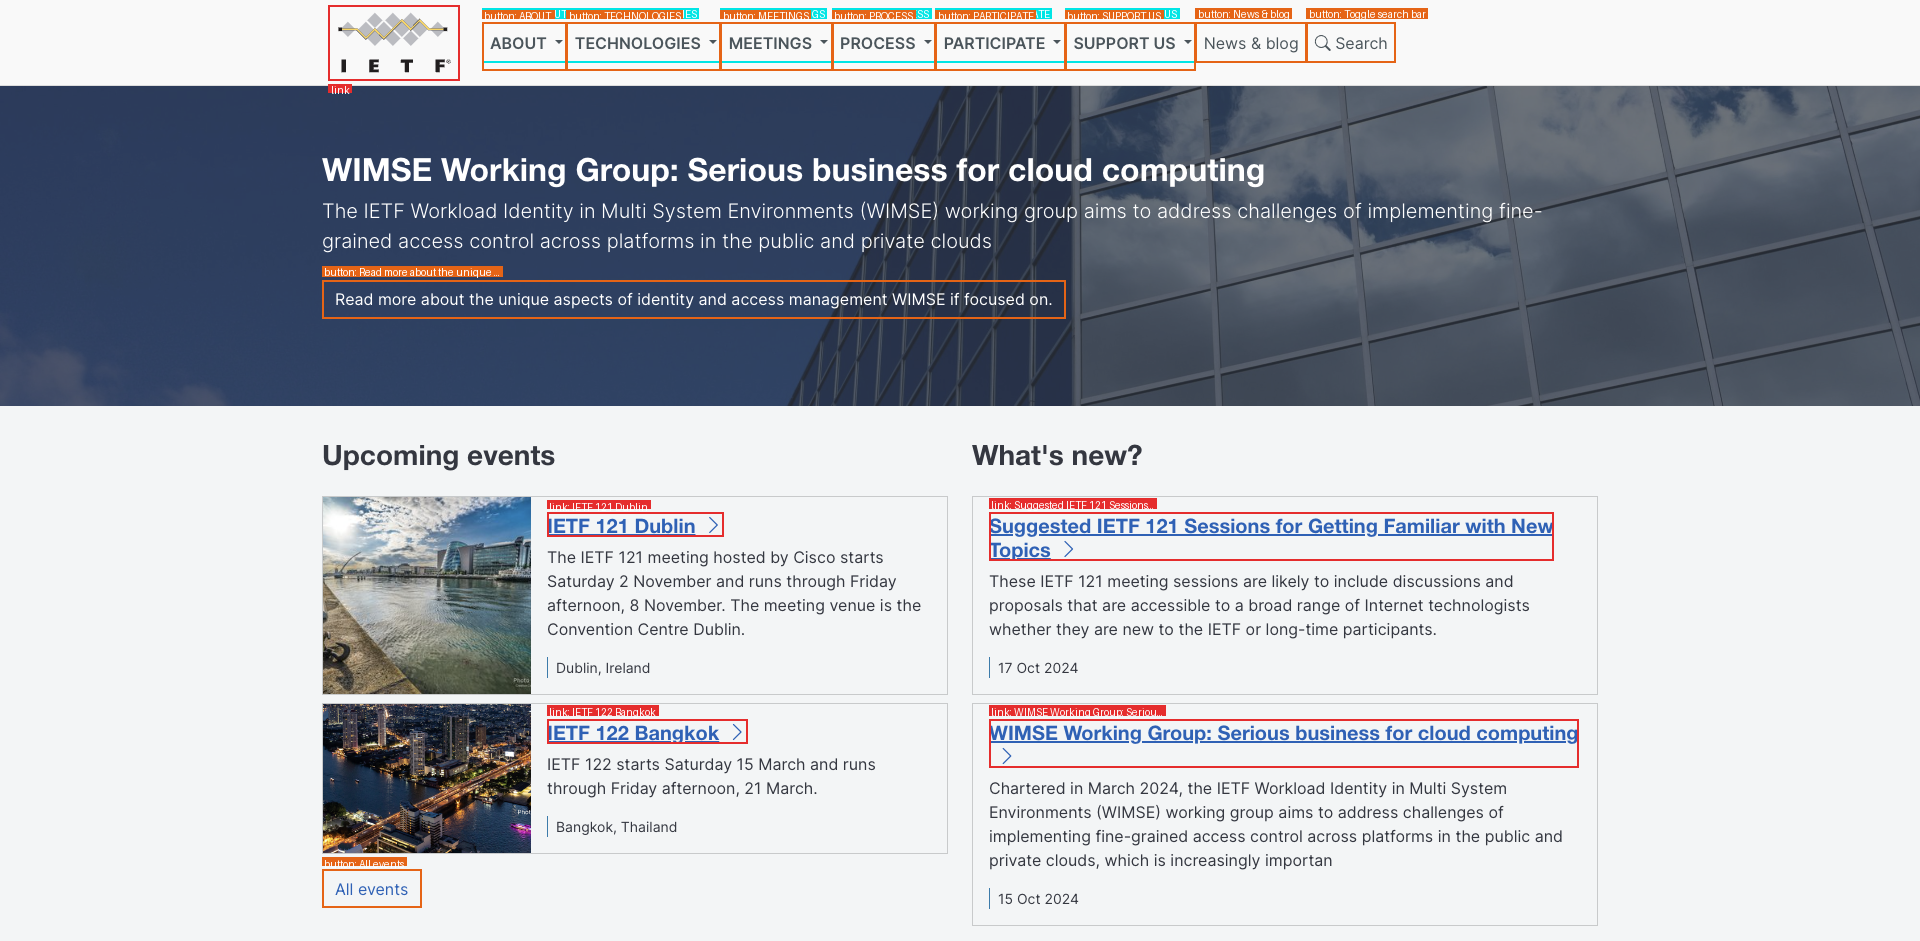 button: ABOUT
button: TECHNOLOGIES
ES
button: MEETINGS
GS
button: PROCESS
SS
button: PARTICIPATE
TE
button: SUPPORT US
US
button: News & blog
button: Toggle search bar
IETF®
ABOUT
TECHNOLOGIES
MEETINGS
PROCESS
PARTICIPATE
SUPPORT US
News & blog
Search
link
WIMSE Working Group: Serious business for cloud computing
The IETF Workload Identity in Multi System Environments (WIMSE) working group aims to address challenges of implementing fine-
grained access control across platforms in the public and private clouds
button: Read more about the unique...
Read more about the unique aspects of identity and access management WIMSE if focused on.
Upcoming events
link: IETF 121 Dublin
IETF 121 Dublin
The IETF 121 meeting hosted by Cisco starts
Saturday 2 November and runs through Friday
afternoon, 8 November. The meeting venue is the
Convention Centre Dublin.
Dublin, Ireland
Photo
link: IETF 122 Bangkok
IETF 122 Bangkok
IETF 122 starts Saturday 15 March and runs
through Friday afternoon, 21 March.
Bangkok, Thailand
button: All events
All events
What's new?
link: Suggested IETF 121 Sessions...
Suggested IETF 121 Sessions for Getting Familiar with New
Topics
These IETF 121 meeting sessions are likely to include discussions and
proposals that are accessible to a broad range of Internet technologists
whether they are new to the IETF or long-time participants.
17 Oct 2024
link: WIMSE Working Group: Seriou...
WIMSE Working Group: Serious business for cloud computing
Chartered in March 2024, the IETF Workload Identity in Multi System
Environments (WIMSE) working group aims to address challenges of
implementing fine-grained access control across platforms in the public and
private clouds, which is increasingly importan
15 Oct 2024